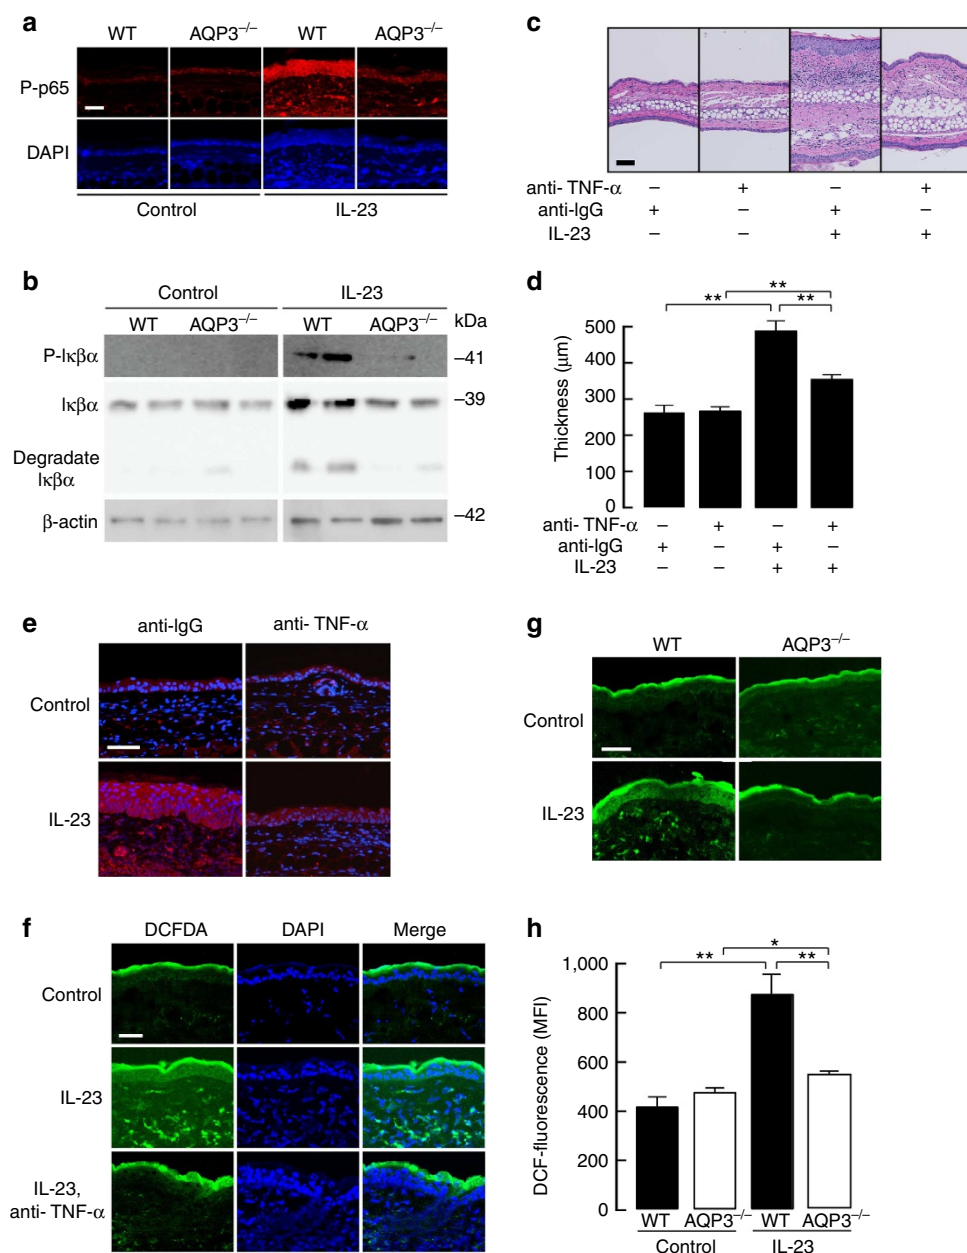 a
WT AQP3–/– WT AQP3–/–
P-p65
DAPI
Control IL-23
b
Control IL-23
WT AQP3–/– WT AQP3–/– kDa
P-Iκβα –41
Iκβα –39
Degradate
Iκβα
β-actin –42
c
anti- TNF-α – + – +
anti-IgG + – + –
IL-23 – – + +
d
** ** **
Thickness (μm)
500
400
300
200
100
0
anti- TNF-α – + – +
anti-IgG + – + –
IL-23 – – + +
e
anti-IgG anti- TNF-α
Control
IL-23
f
DCFDA DAPI Merge
Control
IL-23
IL-23,
anti- TNF-α
g
WT AQP3–/–
Control
IL-23
h
*
** **
DCF-fluorescence (MFI)
1,000
800
600
400
200
0
WT AQP3–/– WT AQP3–/–
Control IL-23